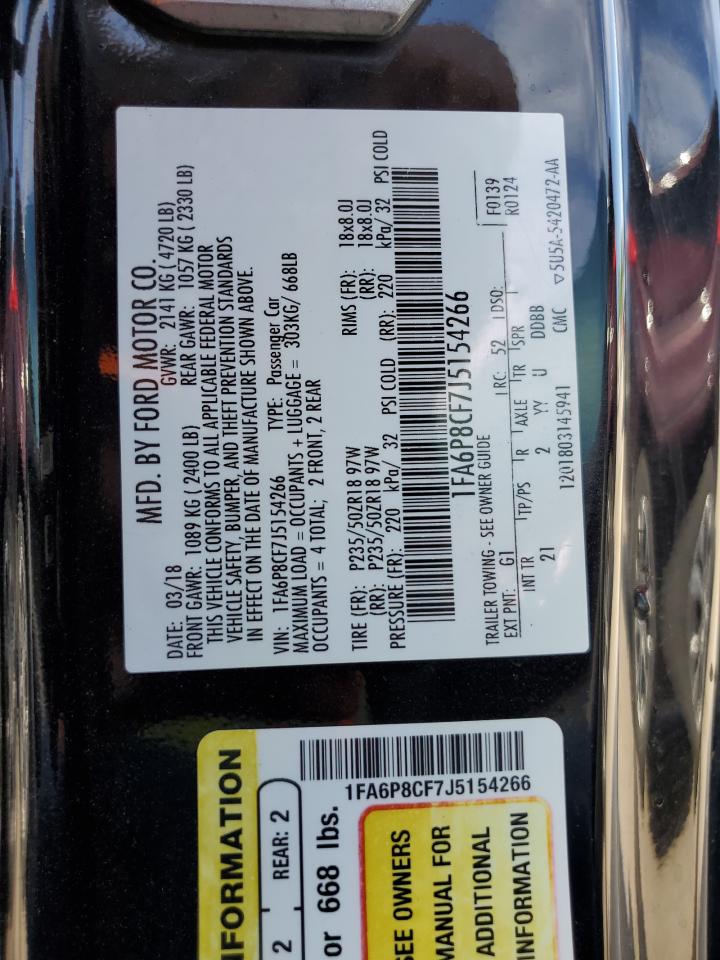 MFD. BY FORD MOTOR CO.
DATE: 03/18 GVWR: 2141 KG ( 4720 LB)
FRONT GAWR: 1089 KG ( 2400 LB) REAR GAWR: 1057 KG ( 2330 LB)
THIS VEHICLE CONFORMS TO ALL APPLICABLE FEDERAL MOTOR
VEHICLE SAFETY, BUMPER, AND THEFT PREVENTION STANDARDS
IN EFFECT ON THE DATE OF MANUFACTURE SHOWN ABOVE.
VIN: 1FA6P8CF7J5154266 TYPE: Passenger Car
MAXIMUM LOAD = OCCUPANTS + LUGGAGE = 303KG/ 668LB
OCCUPANTS = 4 TOTAL; 2 FRONT, 2 REAR
TIRE (FR): P235/50ZR18 97W RIMS (FR): 18x8.0J
(RR): P235/50ZR18 97W (RR): 18x8.0J
PRESSURE (FR): 220 kPa/ 32 PSI COLD (RR): 220 kPa/ 32 PSI COLD
1FA6P8CF7J5154266
TRAILER TOWING - SEE OWNER GUIDE F0139
EXT PNT: G1 RC: 52 DSO: R0124
INT TR TP/PS R AXLE TR SPR
21 2 YY U DDBB
1201803145941 CMC ▽5U5A-5420472-AA
NFORMATION
2 REAR: 2
or 668 lbs.
1FA6P8CF7J5154266
SEE OWNERS
MANUAL FOR
ADDITIONAL
INFORMATION